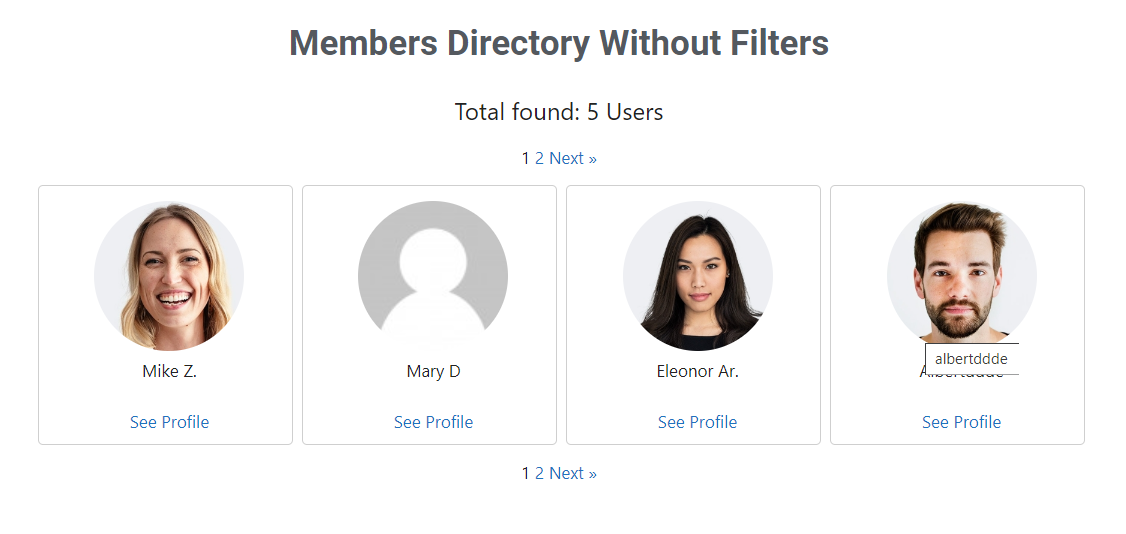 Members Directory Without Filters
Total found: 5 Users
1 2 Next »
Mike Z.
Mary D
Eleonor Ar.
albertddde
See Profile
See Profile
See Profile
See Profile
1 2 Next »